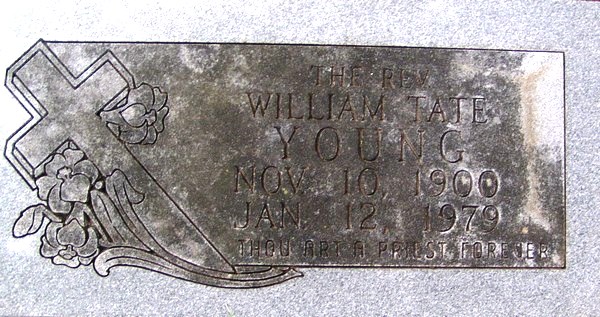 THE REV.
WILLIAM TATE
YOUNG
NOV. 10, 1900
JAN. 12, 1979
THOU ART A PRIEST FOREVER